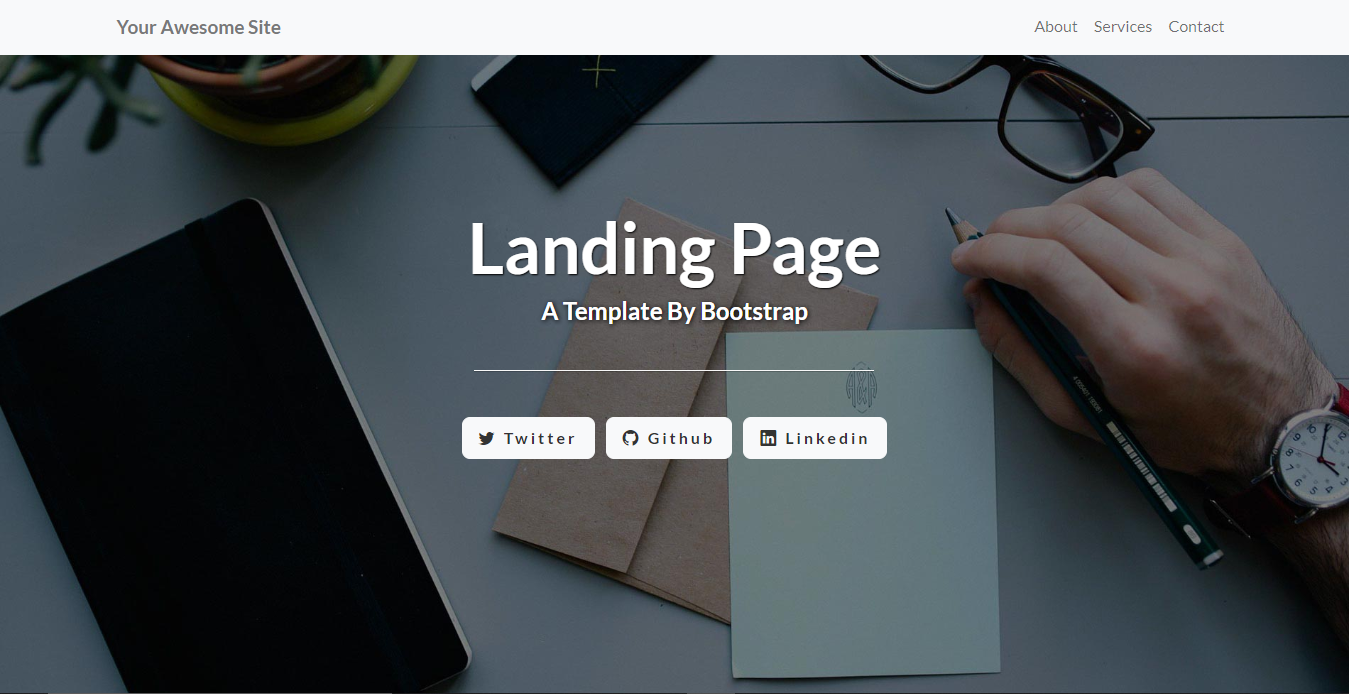 Your Awesome Site
About Services Contact
Landing Page
A Template By Bootstrap
Twitter Github Linkedin